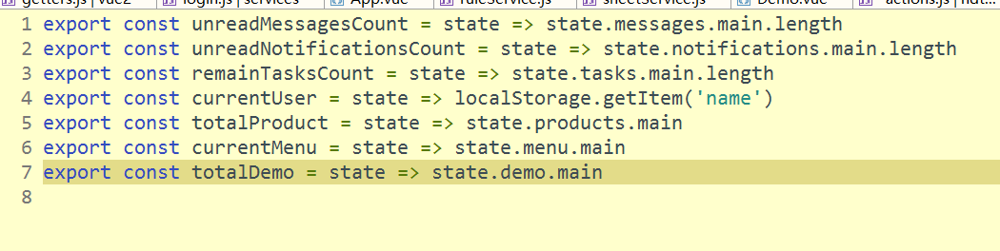 getters.js | vue2 login.js | services App.vue ruleService.js sheetService.js Demo.vue actions.js | hdt...
1 export const unreadMessagesCount = state => state.messages.main.length
2 export const unreadNotificationsCount = state => state.notifications.main.length
3 export const remainTasksCount = state => state.tasks.main.length
4 export const currentUser = state => localStorage.getItem('name')
5 export const totalProduct = state => state.products.main
6 export const currentMenu = state => state.menu.main
7 export const totalDemo = state => state.demo.main
8